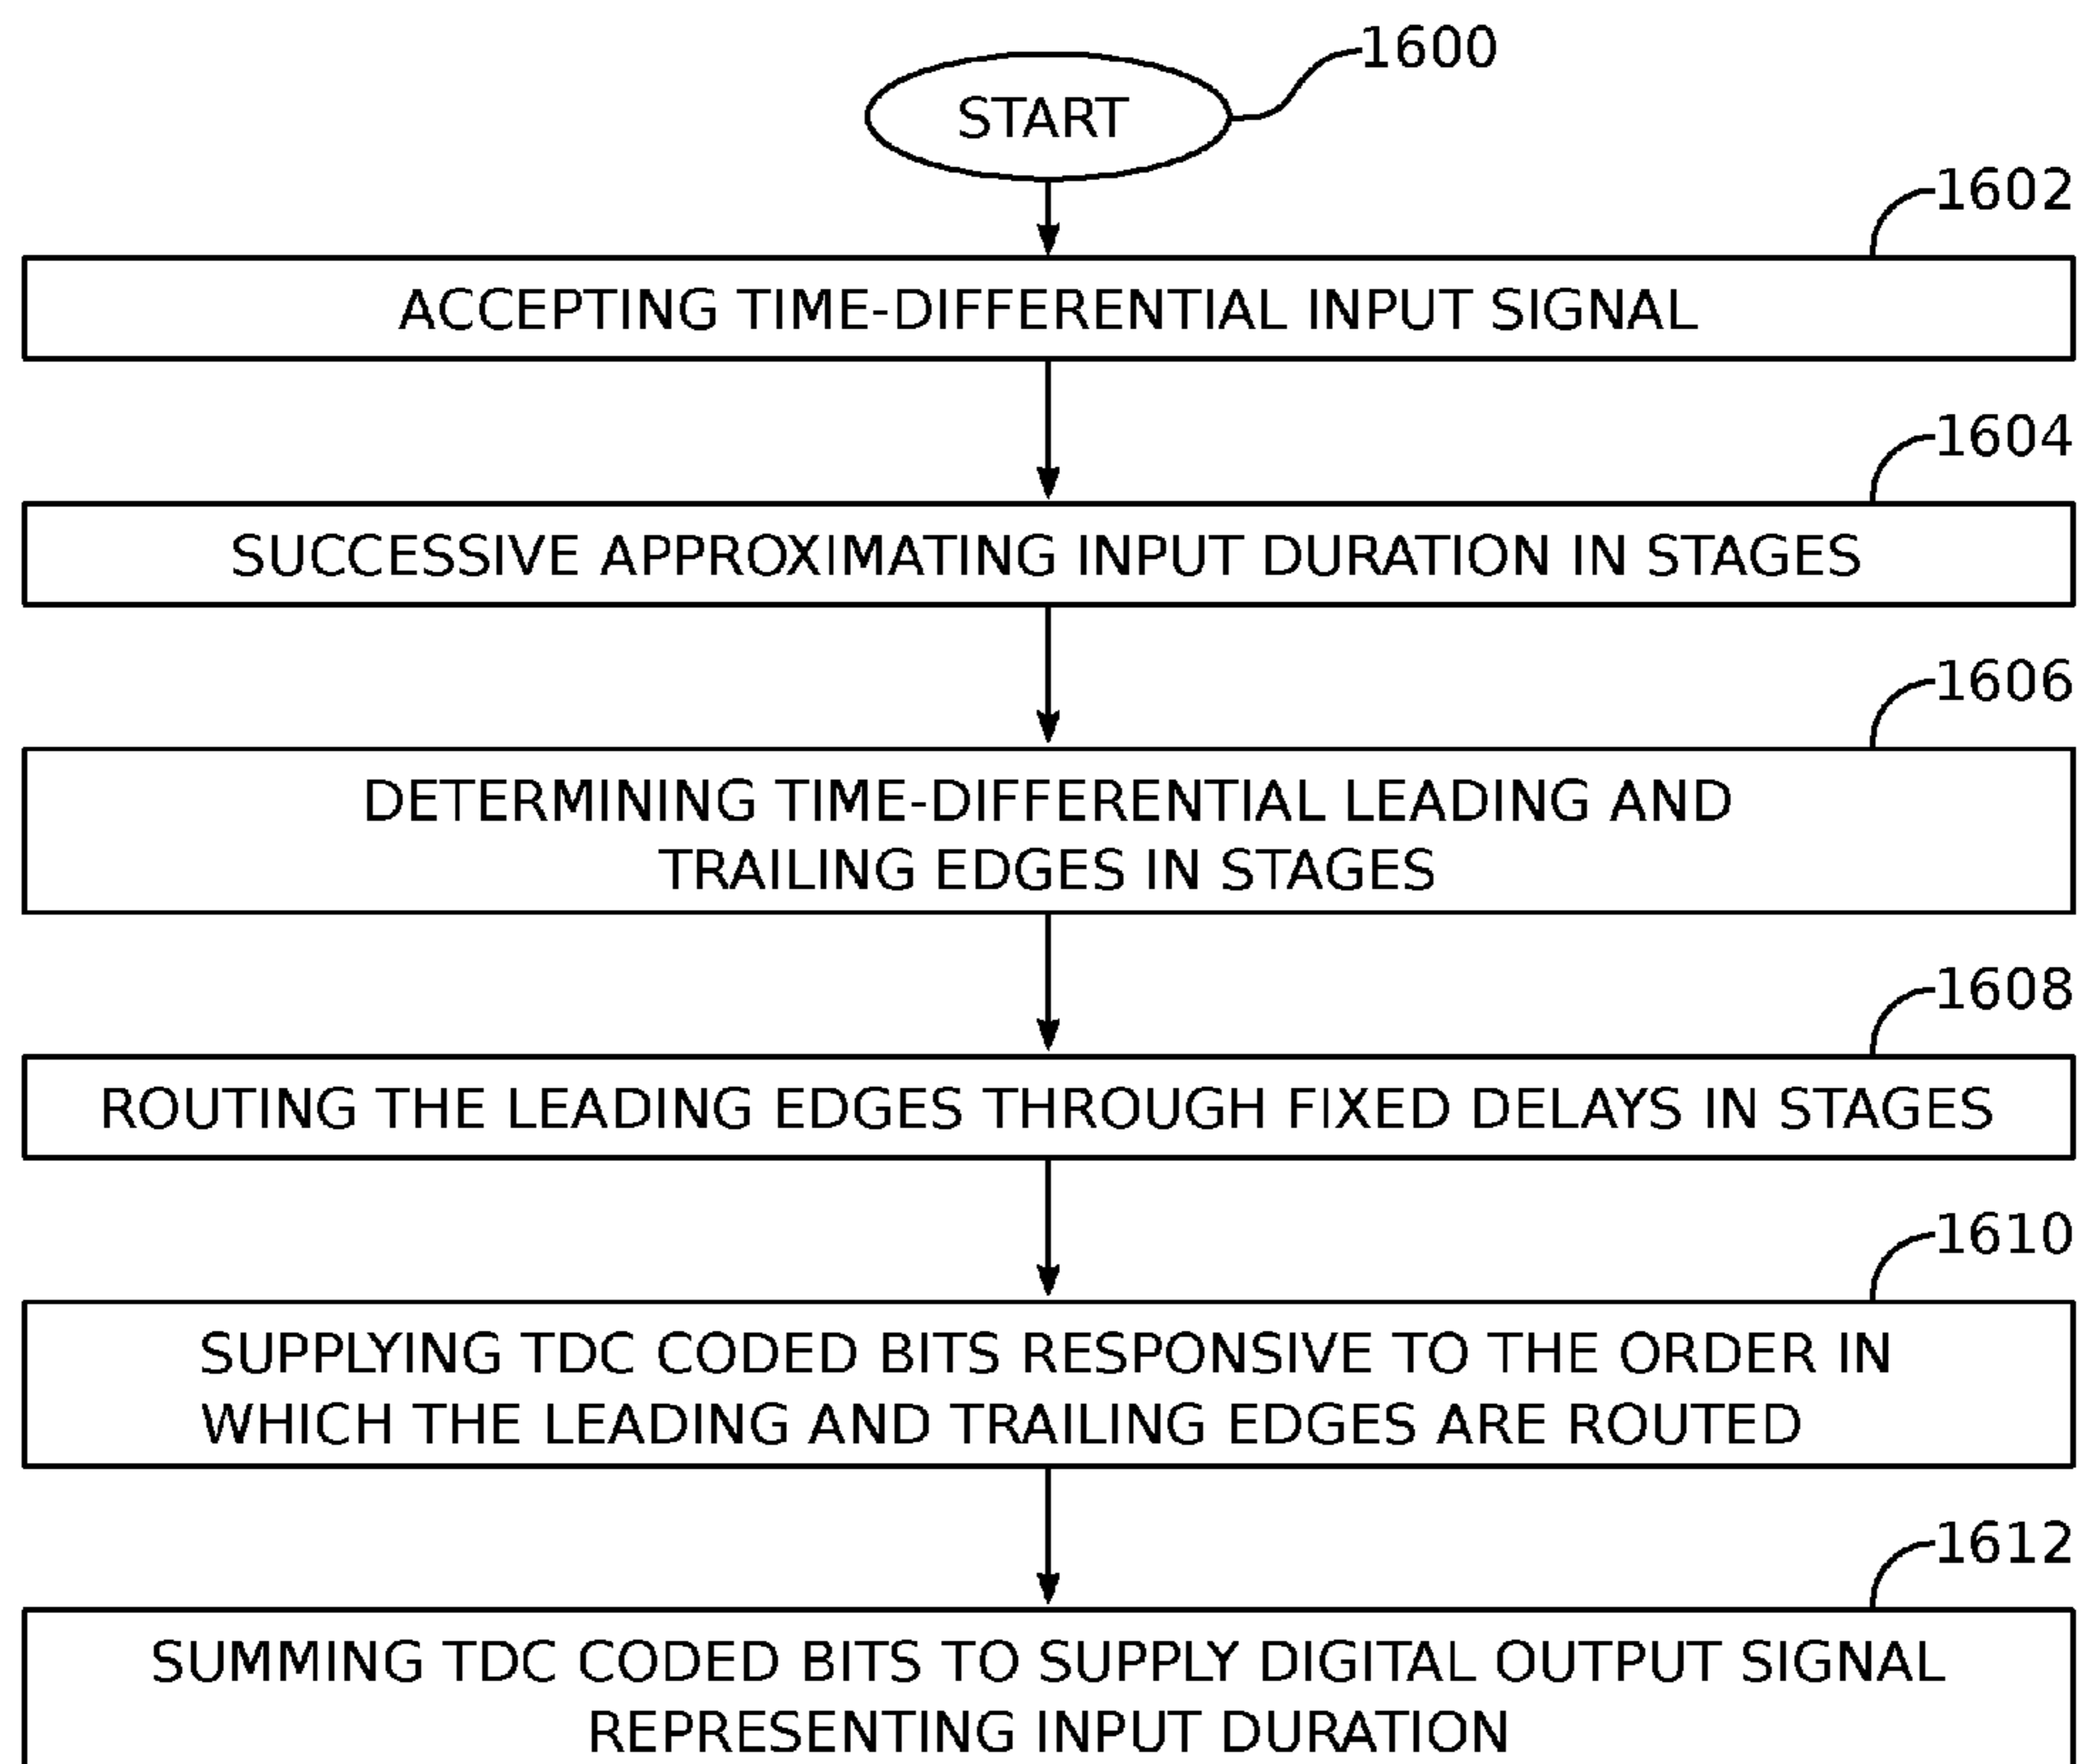 1600
START
1602
ACCEPTING TIME-DIFFERENTIAL INPUT SIGNAL
1604
SUCCESSIVE APPROXIMATING INPUT DURATION IN STAGES
1606
DETERMINING TIME-DIFFERENTIAL LEADING AND
TRAILING EDGES IN STAGES
1608
ROUTING THE LEADING EDGES THROUGH FIXED DELAYS IN STAGES
1610
SUPPLYING TDC CODED BITS RESPONSIVE TO THE ORDER IN
WHICH THE LEADING AND TRAILING EDGES ARE ROUTED
1612
SUMMING TDC CODED BITS TO SUPPLY DIGITAL OUTPUT SIGNAL
REPRESENTING INPUT DURATION